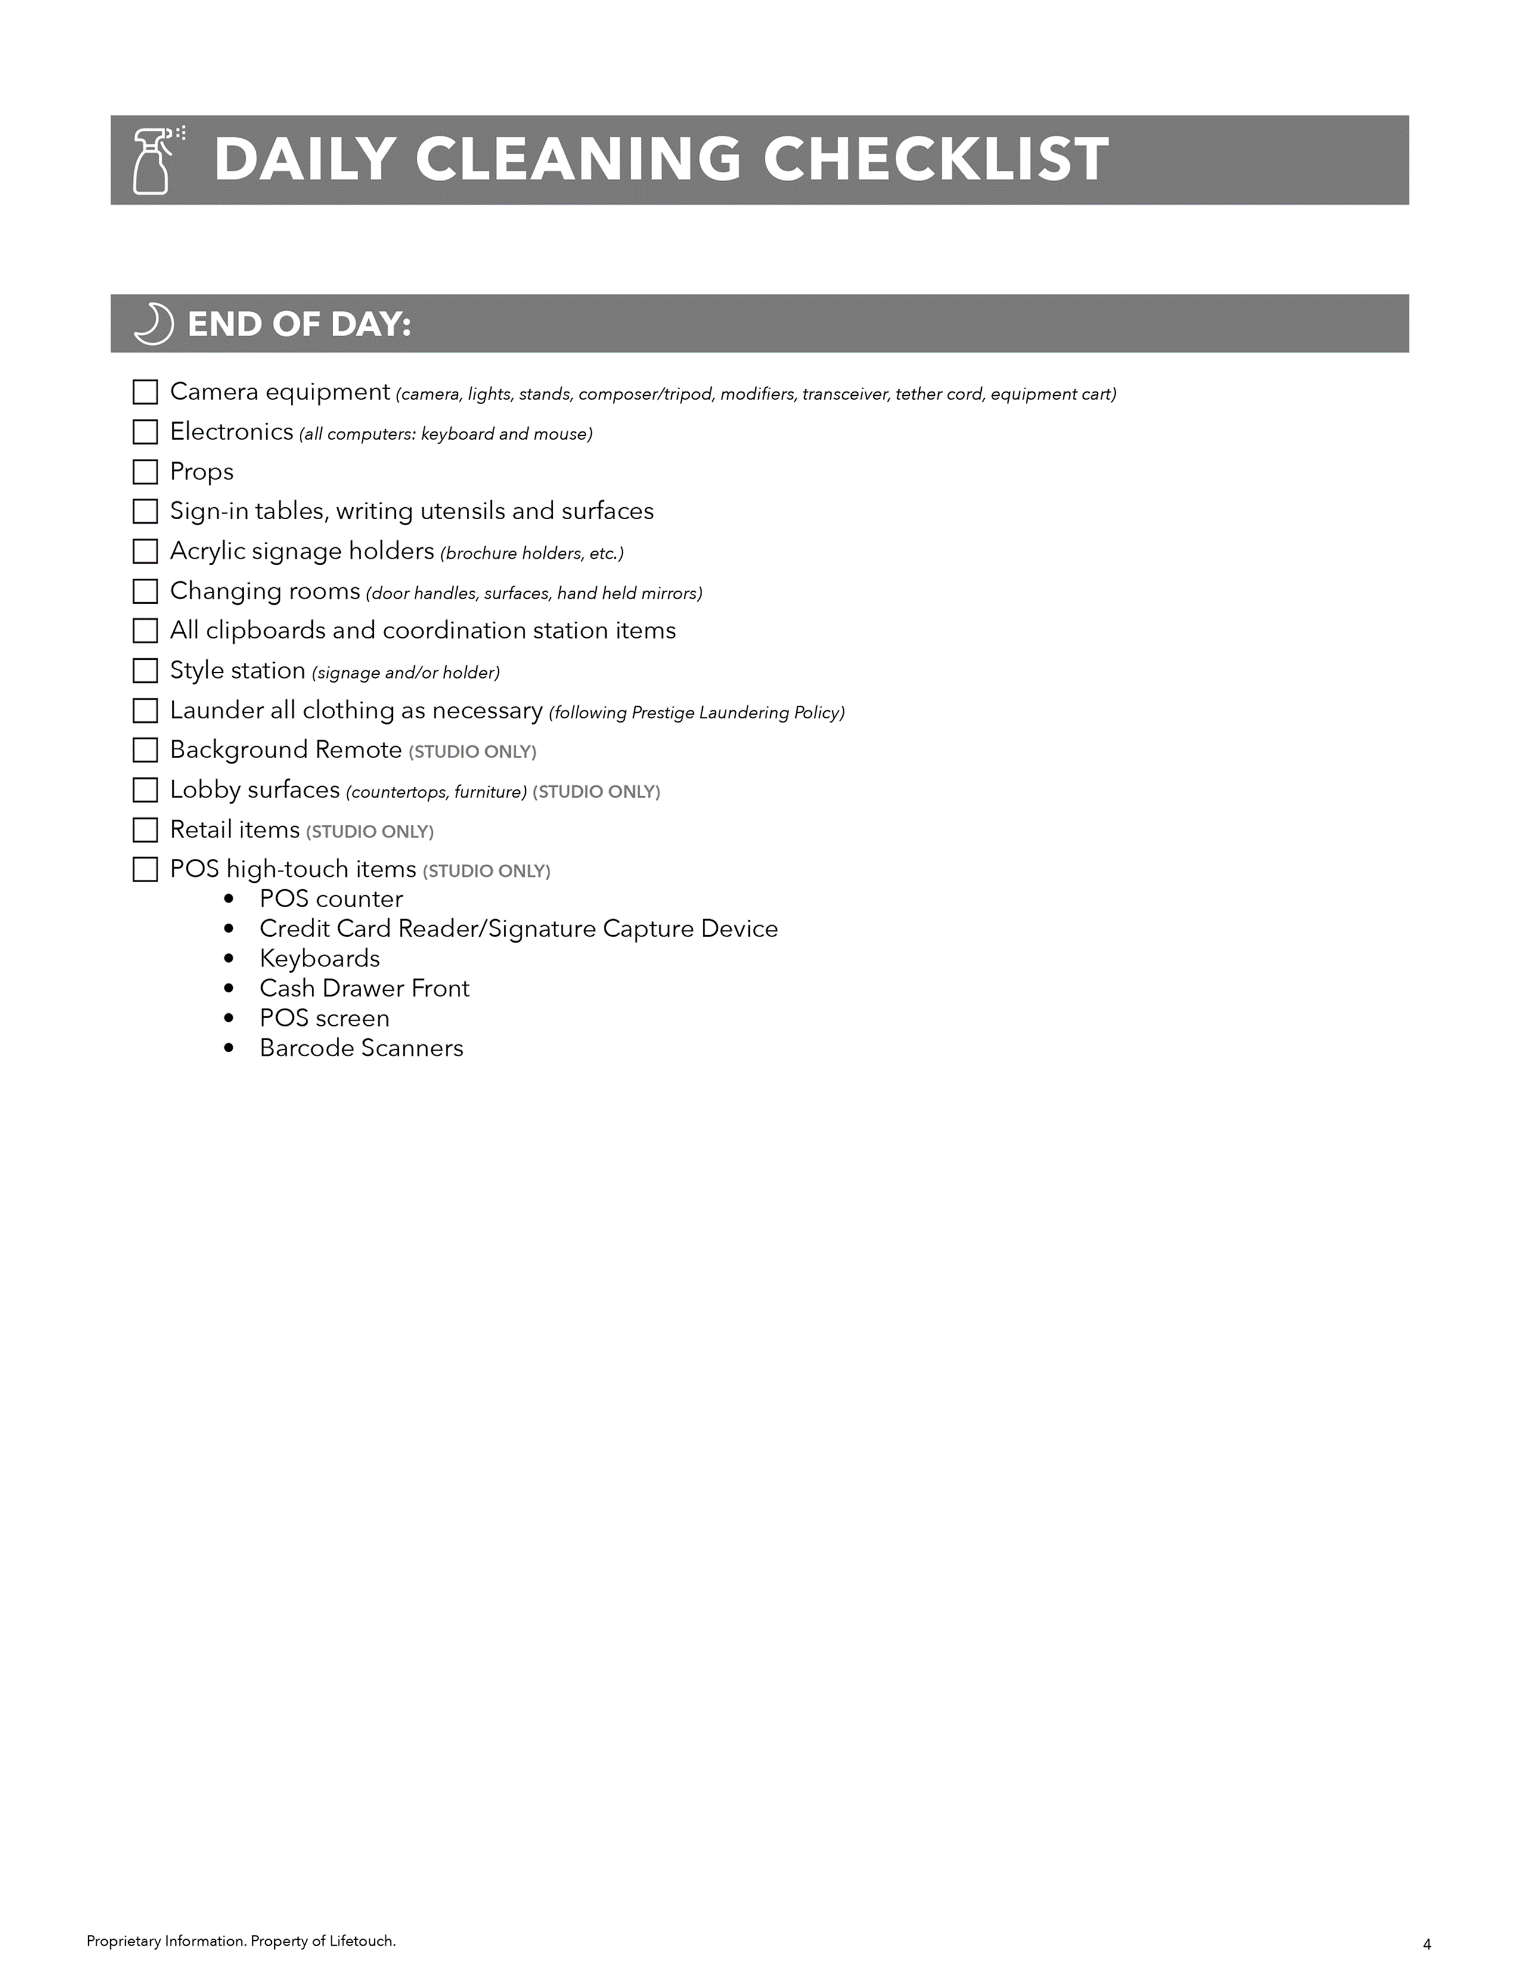 DAILY CLEANING CHECKLIST
END OF DAY:
Camera equipment (camera, lights, stands, composer/tripod, modifiers, transceiver, tether cord, equipment cart)
Electronics (all computers: keyboard and mouse)
Props
Sign-in tables, writing utensils and surfaces
Acrylic signage holders (brochure holders, etc.)
Changing rooms (door handles, surfaces, hand held mirrors)
All clipboards and coordination station items
Style station (signage and/or holder)
Launder all clothing as necessary (following Prestige Laundering Policy)
Background Remote (STUDIO ONLY)
Lobby surfaces (countertops, furniture) (STUDIO ONLY)
Retail items (STUDIO ONLY)
POS high-touch items (STUDIO ONLY)
• POS counter
• Credit Card Reader/Signature Capture Device
• Keyboards
• Cash Drawer Front
• POS screen
• Barcode Scanners
Proprietary Information. Property of Lifetouch.
4